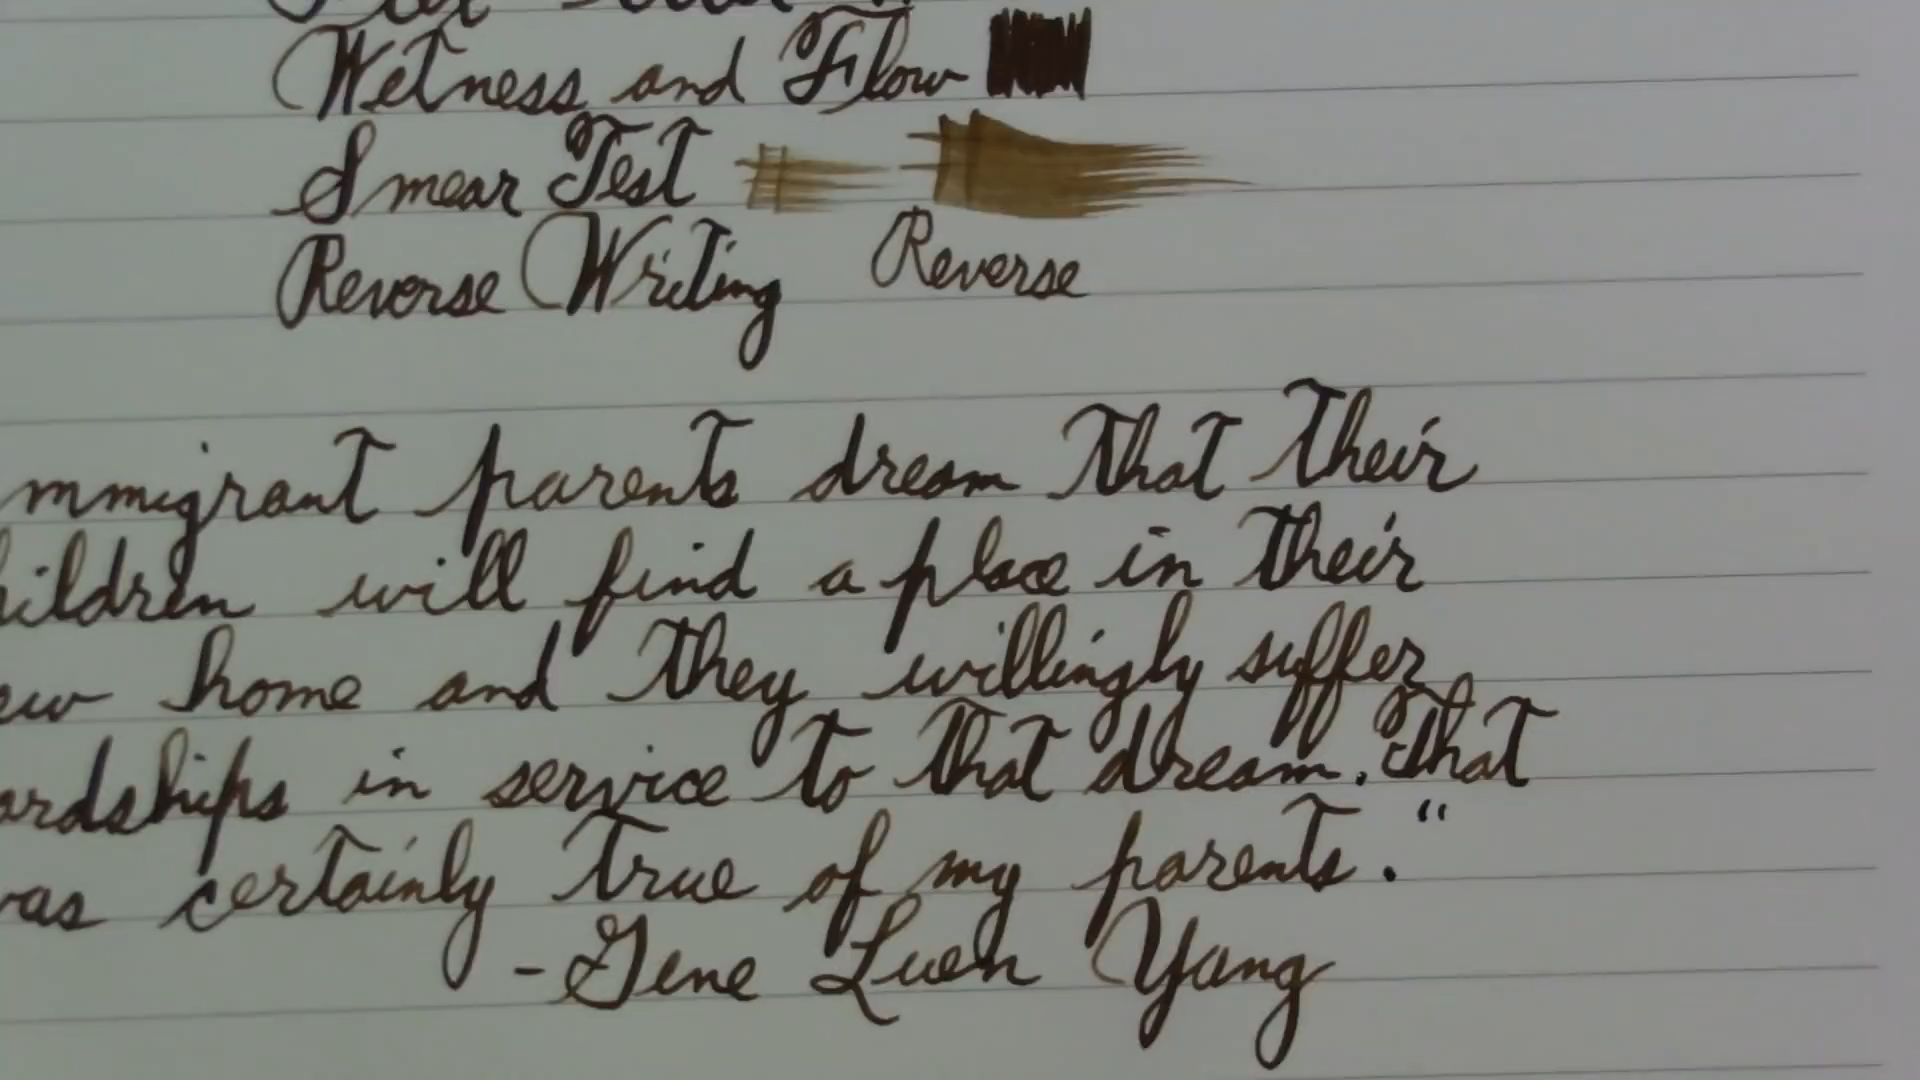 Wetness and Flow
Smear Test
Reverse Writing Reverse
mmigrant parents dream that their
hildren will find a place in their
ew home and they willingly suffer
ardships in service to that dream. That
was certainly true of my parents."
- Gene Luen Yang